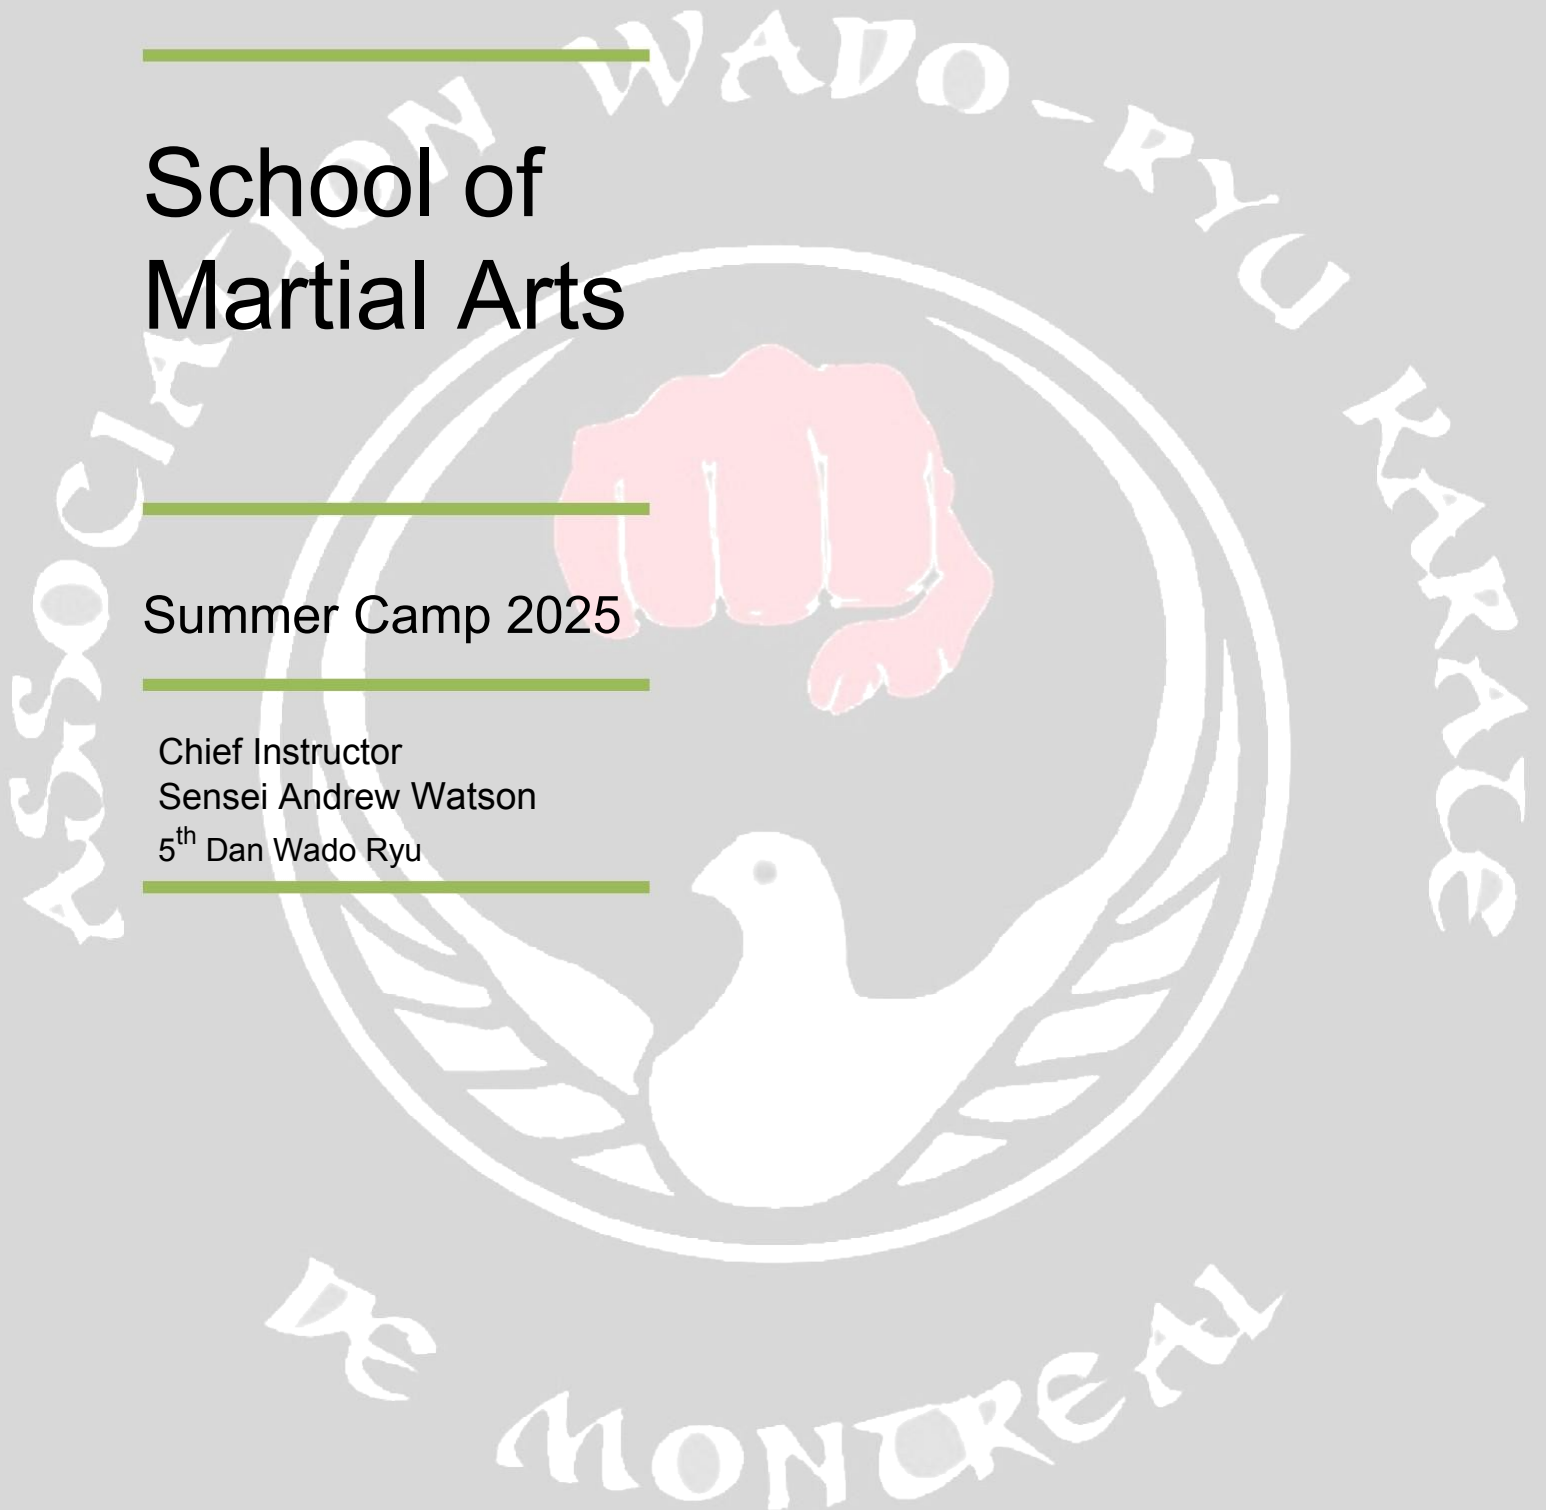 ASSOCIATION WADO-RYU KARATE
School of
Martial Arts
Summer Camp 2025
Chief Instructor
Sensei Andrew Watson
5th Dan Wado Ryu
DE MONTREAL